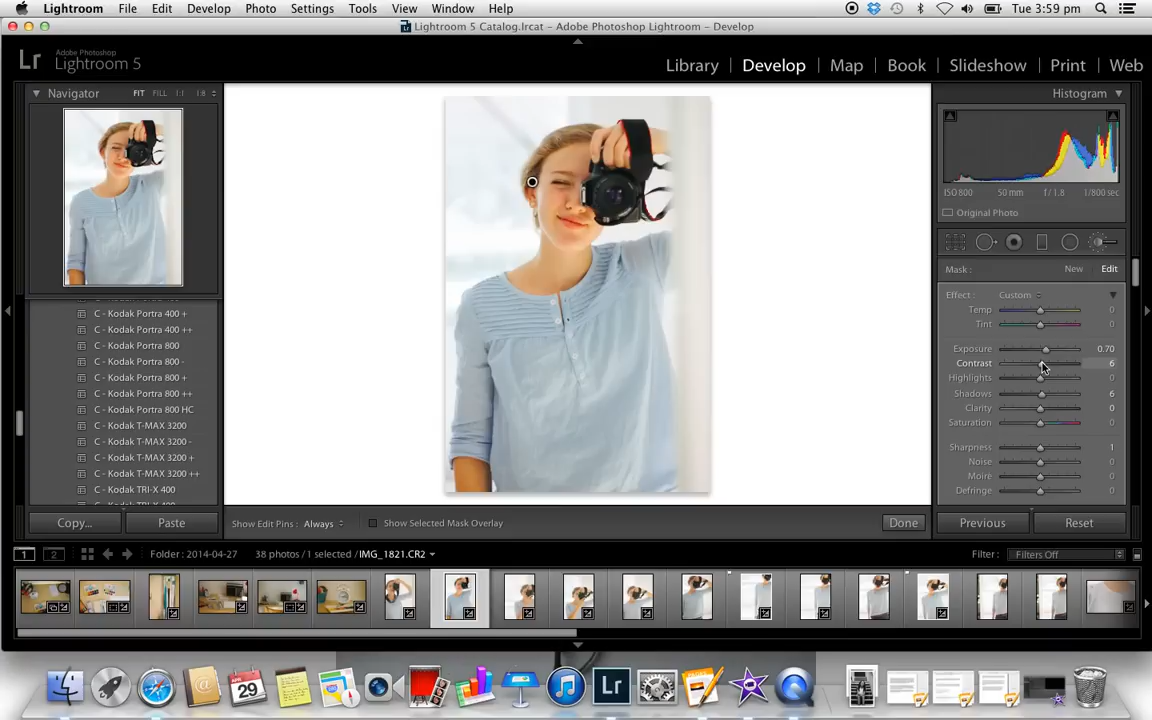 Lightroom File Edit Develop Photo Settings Tools View Window Help Tue 3:59 pm
Lightroom 5 Catalog.lrcat – Adobe Photoshop Lightroom – Develop
Lr Adobe Photoshop Lightroom 5
Library Develop Map Book Slideshow Print Web
Navigator FIT FILL 1:1 1:8
Histogram
ISO 800 50 mm f / 1.8 1/800 sec
Original Photo
Mask : New Edit
Effect : Custom
Temp 0
Tint 0
Exposure 0.70
Contrast 6
Highlights 0
Shadows 6
Clarity 0
Saturation 0
Sharpness 1
Noise 0
Moire 0
Defringe 0
C - Kodak Portra 400 +
C - Kodak Portra 400 ++
C - Kodak Portra 800
C - Kodak Portra 800 -
C - Kodak Portra 800 +
C - Kodak Portra 800 ++
C - Kodak Portra 800 HC
C - Kodak T-MAX 3200
C - Kodak T-MAX 3200 -
C - Kodak T-MAX 3200 +
C - Kodak T-MAX 3200 ++
C - Kodak TRI-X 400
Copy... Paste Show Edit Pins : Always Show Selected Mask Overlay Done Previous Reset
1 2 Folder : 2014-04-27 38 photos / 1 selected / IMG_1821.CR2 Filter : Filters Off
APR 29
Lr